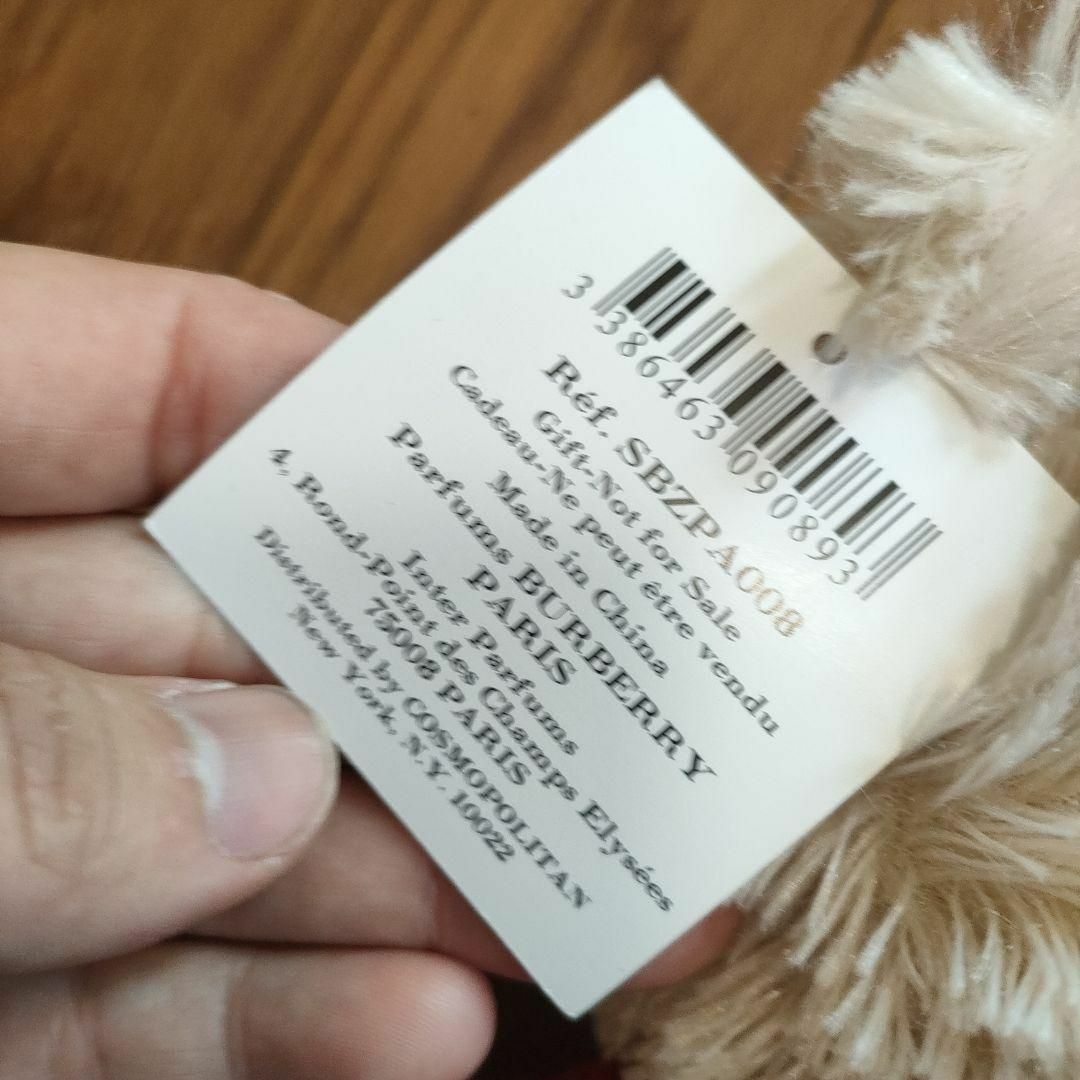 3 386463 090893
Réf. SBZPA008
Gift-Not for Sale
Cadeau-Ne peut être vendu
Made in China
Parfums BURBERRY
PARIS
Inter Parfums
4, Rond-Point des Champs Elysées
75008 PARIS
Distributed by COSMOPOLITAN
New York, N.Y. 10022